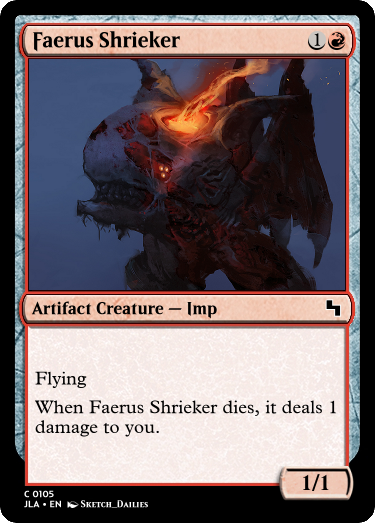 Faerus Shrieker 1
Artifact Creature — Imp
Flying
When Faerus Shrieker dies, it deals 1
damage to you.
1/1
C 0105
JLA • EN Sketch_Dailies